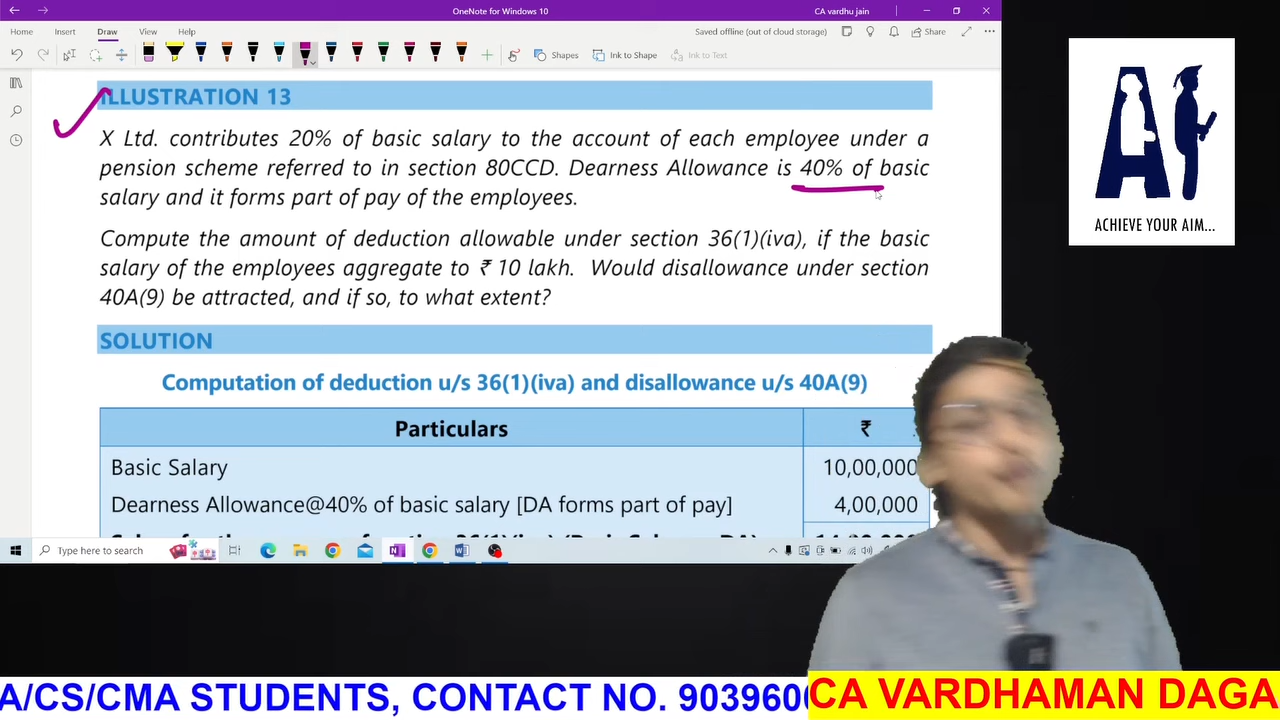 OneNote for Windows 10
CA vardhu jain
Home Insert Draw View Help
Saved offline (out of cloud storage)
Share
Shapes
Ink to Shape
Ink to Text
ILLUSTRATION 13
X Ltd. contributes 20% of basic salary to the account of each employee under a
pension scheme referred to in section 80CCD. Dearness Allowance is 40% of basic
salary and it forms part of pay of the employees.
Compute the amount of deduction allowable under section 36(1)(iva), if the basic
salary of the employees aggregate to ₹ 10 lakh. Would disallowance under section
40A(9) be attracted, and if so, to what extent?
SOLUTION
Computation of deduction u/s 36(1)(iva) and disallowance u/s 40A(9)
Particulars ₹
Basic Salary 10,00,000
Dearness Allowance@40% of basic salary [DA forms part of pay] 4,00,000
Type here to search
AI
ACHIEVE YOUR AIM...
A/CS/CMA STUDENTS, CONTACT NO. 903960
CA VARDHAMAN DAGA